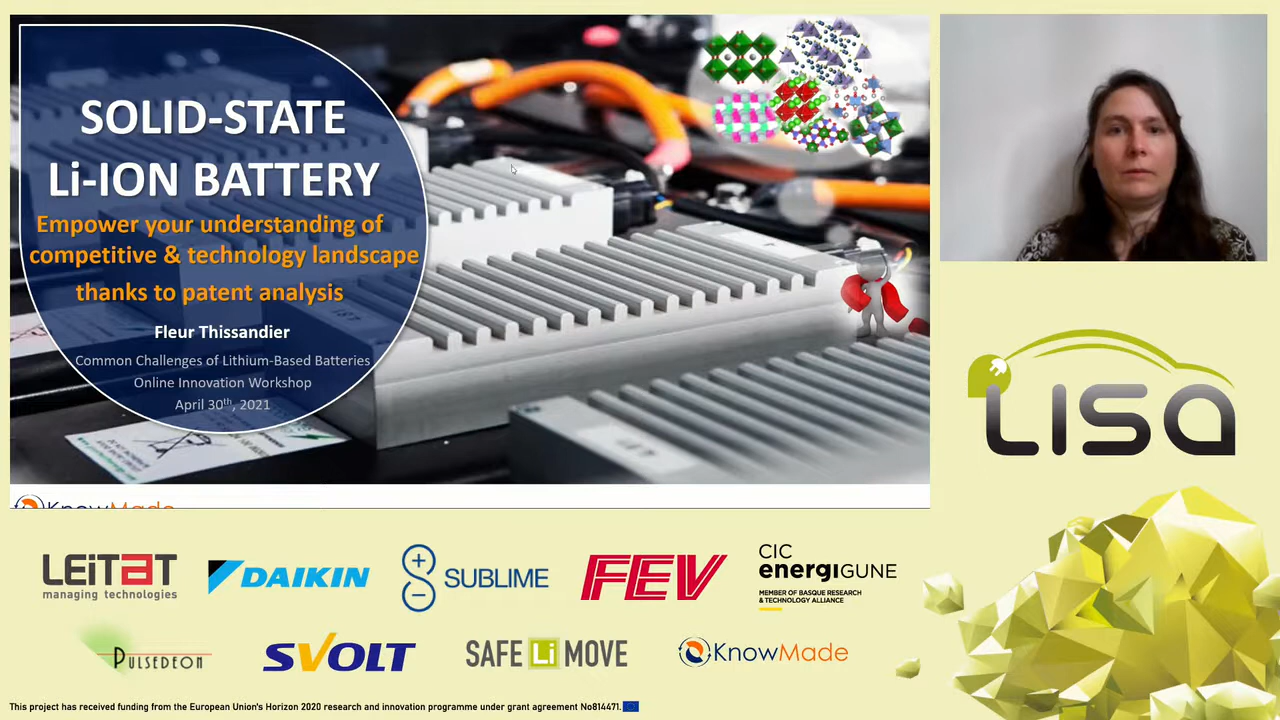 SOLID-STATE
Li-ION BATTERY
Empower your understanding of
competitive & technology landscape
thanks to patent analysis
Fleur Thissandier
Common Challenges of Lithium-Based Batteries
Online Innovation Workshop
April 30th, 2021
KnowMade
LISA
LEITAT
managing technologies
DAIKIN
SUBLIME
FEV
CIC
energiGUNE
MEMBER OF BASQUE RESEARCH
& TECHNOLOGY ALLIANCE
PULSEDEON
SVOLT
SAFE Li MOVE
KnowMade
This project has received funding from the European Union's Horizon 2020 research and innovation programme under grant agreement No814471.